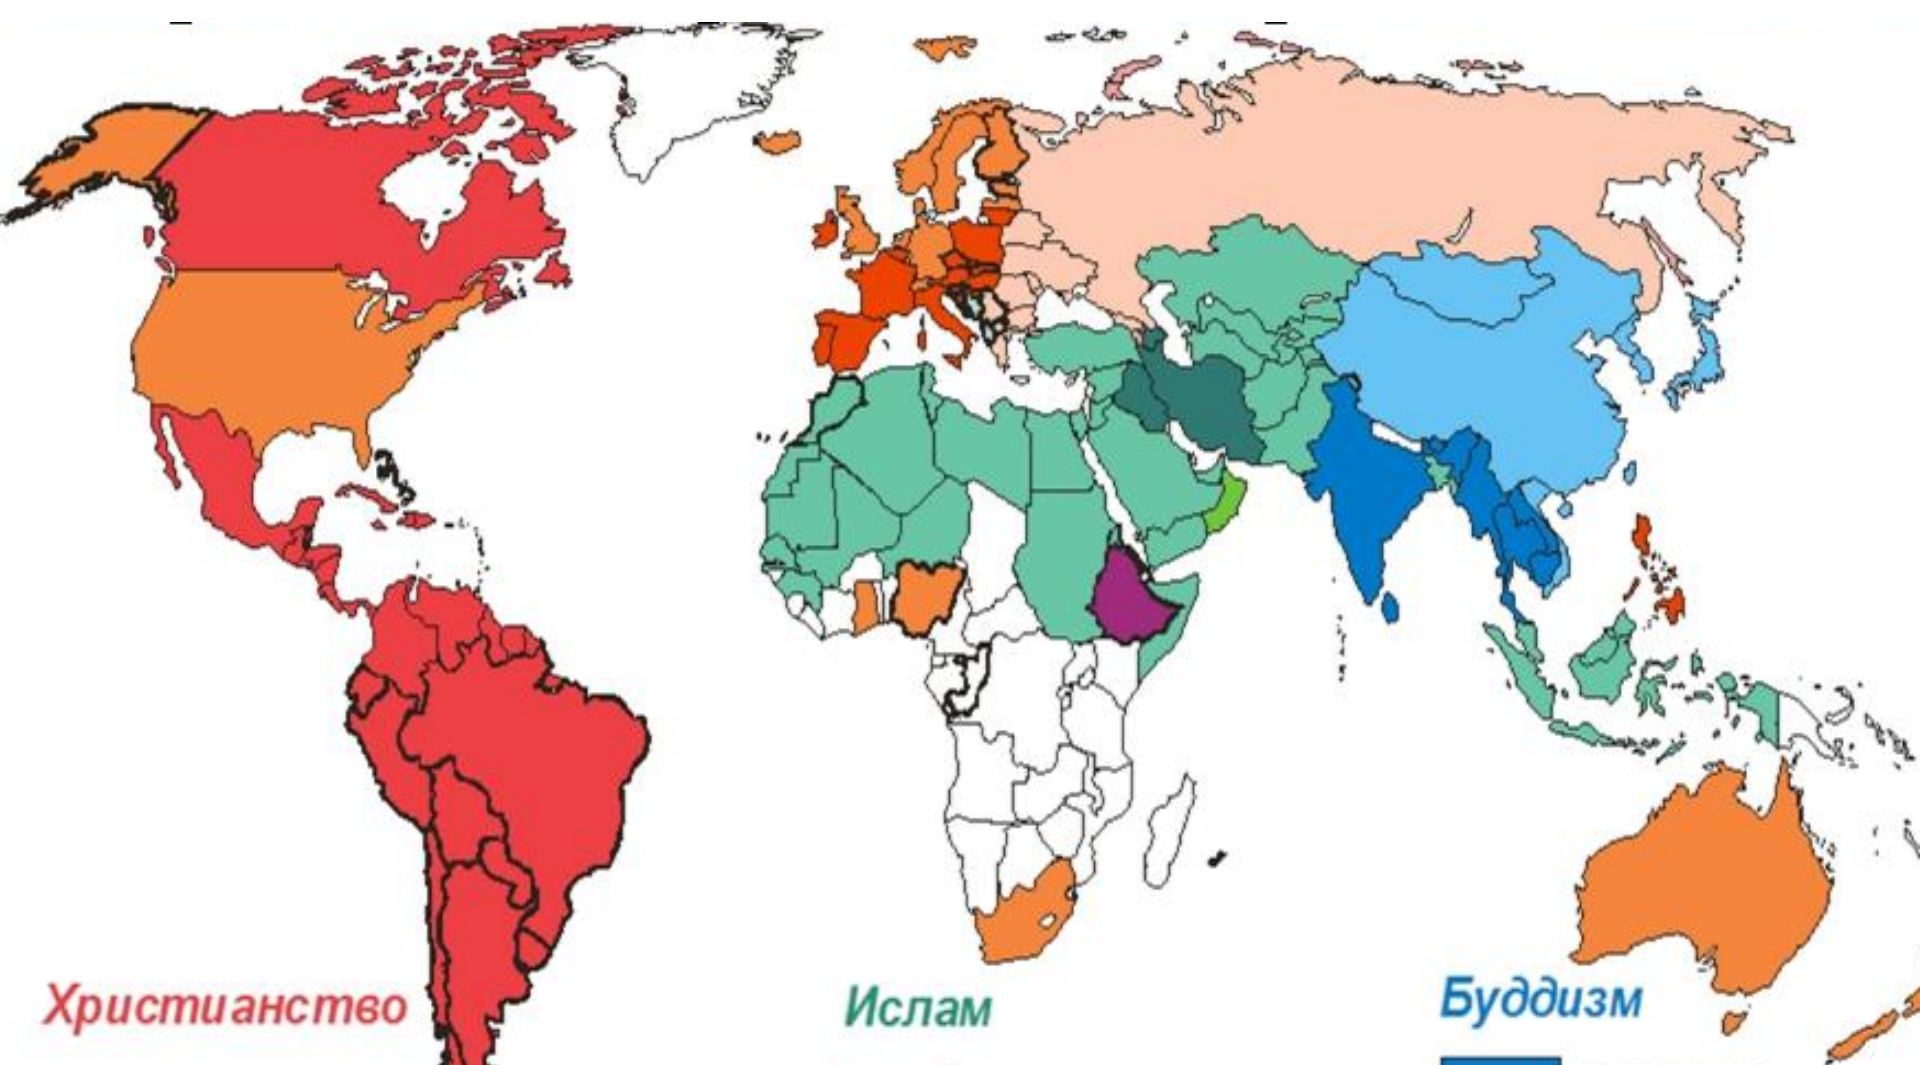 Христианство
Ислам
Буддизм